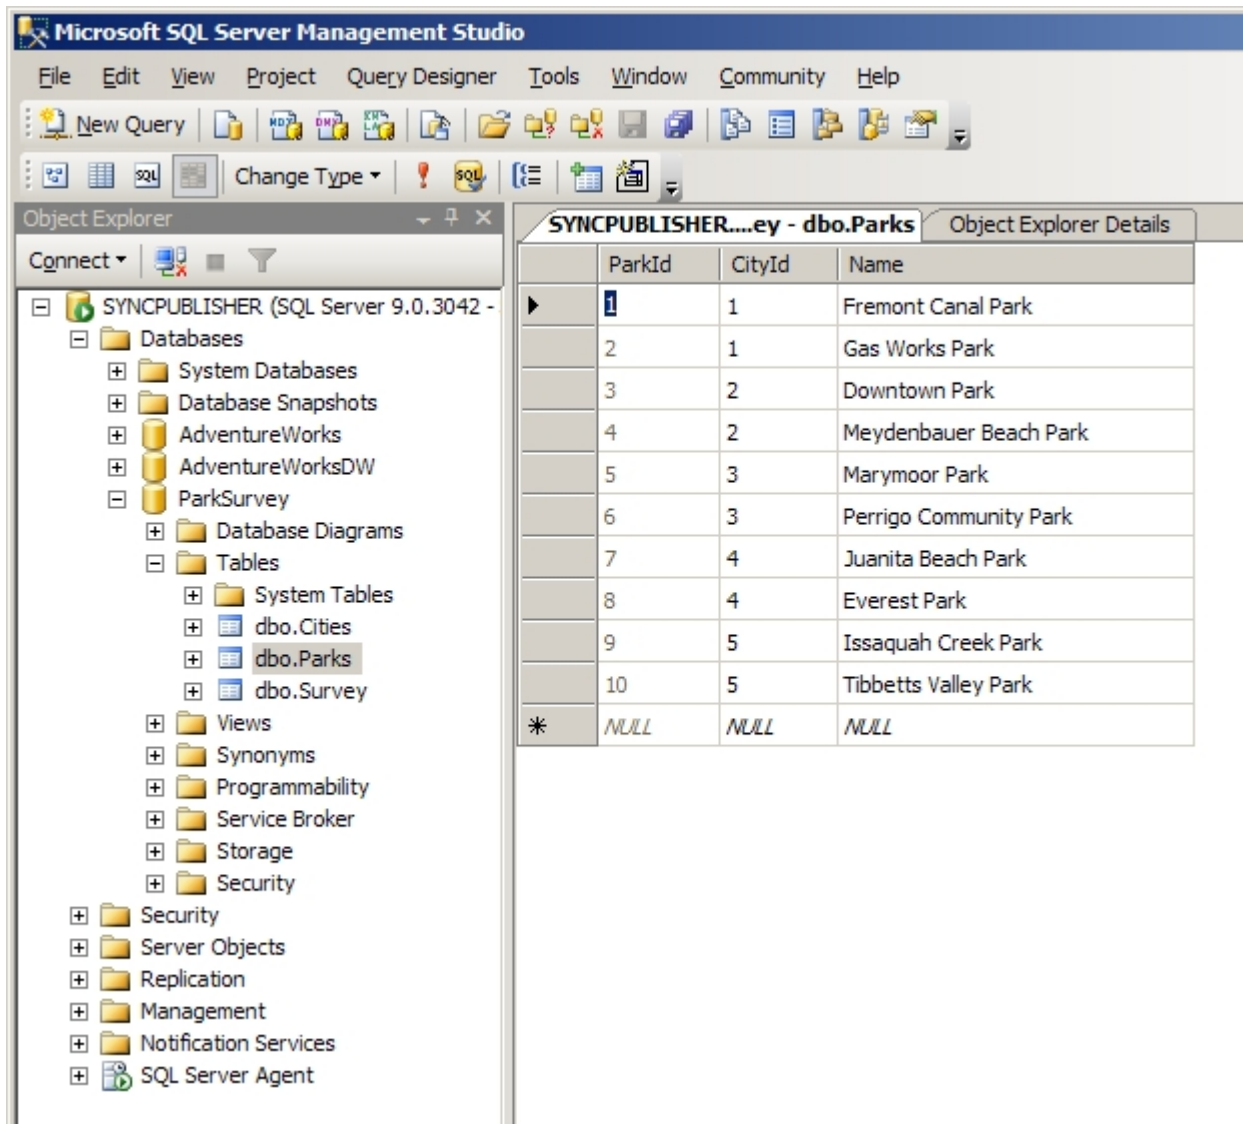 Microsoft SQL Server Management Studio
File Edit View Project Query Designer Tools Window Community Help
New Query MDX DMX XMLA
SQL Change Type SQL
Object Explorer
Connect
SYNCPUBLISHER (SQL Server 9.0.3042 -
Databases
System Databases
Database Snapshots
AdventureWorks
AdventureWorksDW
ParkSurvey
Database Diagrams
Tables
System Tables
dbo.Cities
dbo.Parks
dbo.Survey
Views
Synonyms
Programmability
Service Broker
Storage
Security
Security
Server Objects
Replication
Management
Notification Services
SQL Server Agent
SYNCPUBLISHER....ey - dbo.Parks Object Explorer Details
ParkId CityId Name
1 1 Fremont Canal Park
2 1 Gas Works Park
3 2 Downtown Park
4 2 Meydenbauer Beach Park
5 3 Marymoor Park
6 3 Perrigo Community Park
7 4 Juanita Beach Park
8 4 Everest Park
9 5 Issaquah Creek Park
10 5 Tibbetts Valley Park
NULL NULL NULL